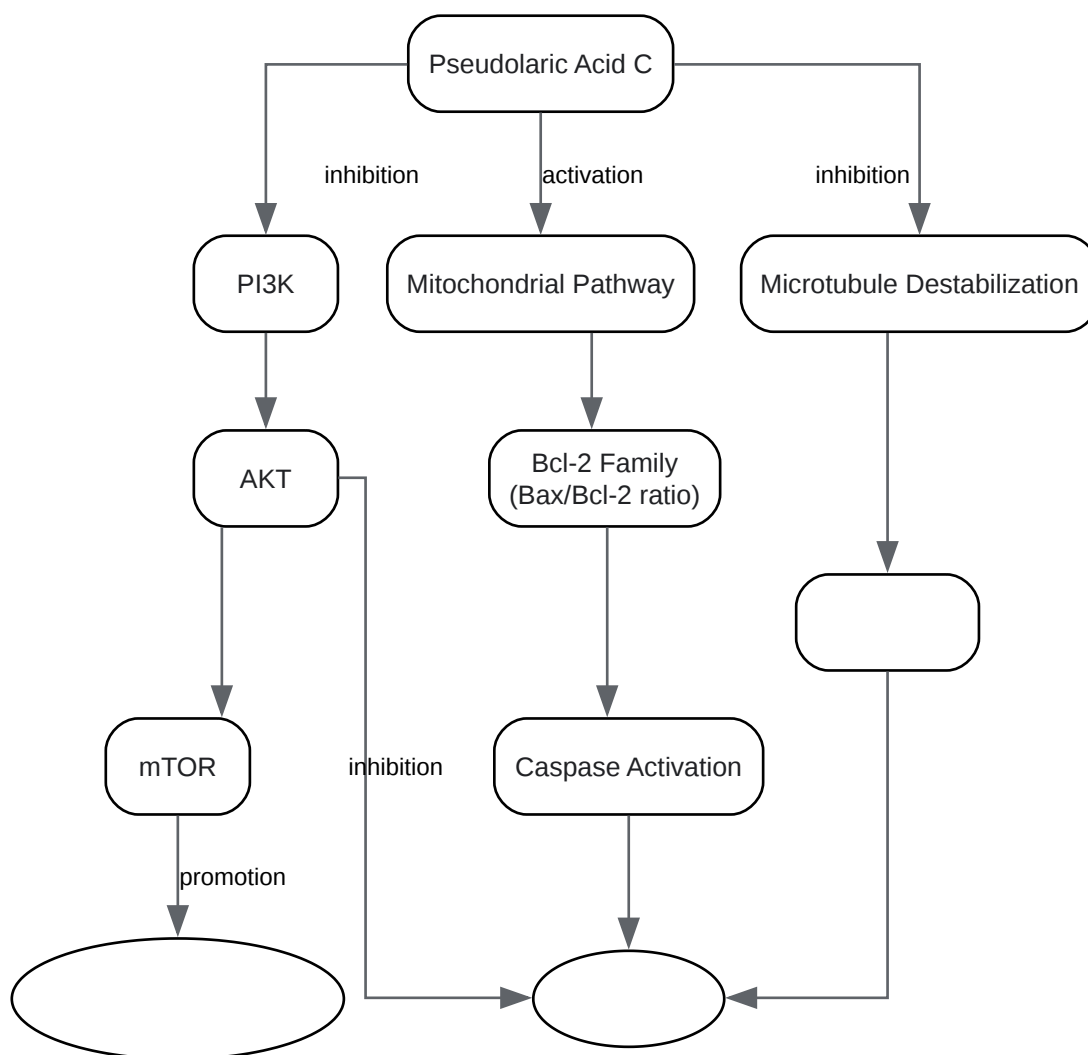 Pseudolaric Acid C
inhibition
activation
inhibition
PI3K
Mitochondrial Pathway
Microtubule Destabilization
AKT
Bcl-2 Family
(Bax/Bcl-2 ratio)
mTOR
inhibition
Caspase Activation
promotion